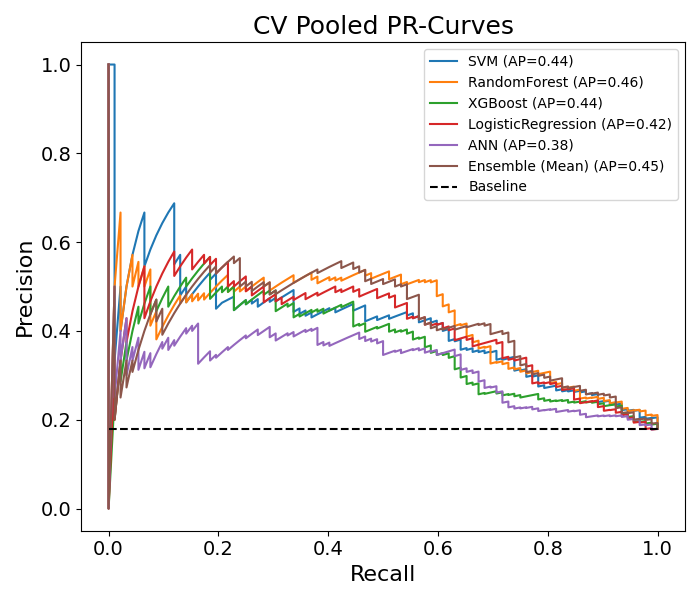 CV Pooled PR-Curves
SVM (AP=0.44)
RandomForest (AP=0.46)
XGBoost (AP=0.44)
LogisticRegression (AP=0.42)
ANN (AP=0.38)
Ensemble (Mean) (AP=0.45)
Baseline
Precision
1.0
0.8
0.6
0.4
0.2
0.0
0.0 0.2 0.4 0.6 0.8 1.0
Recall